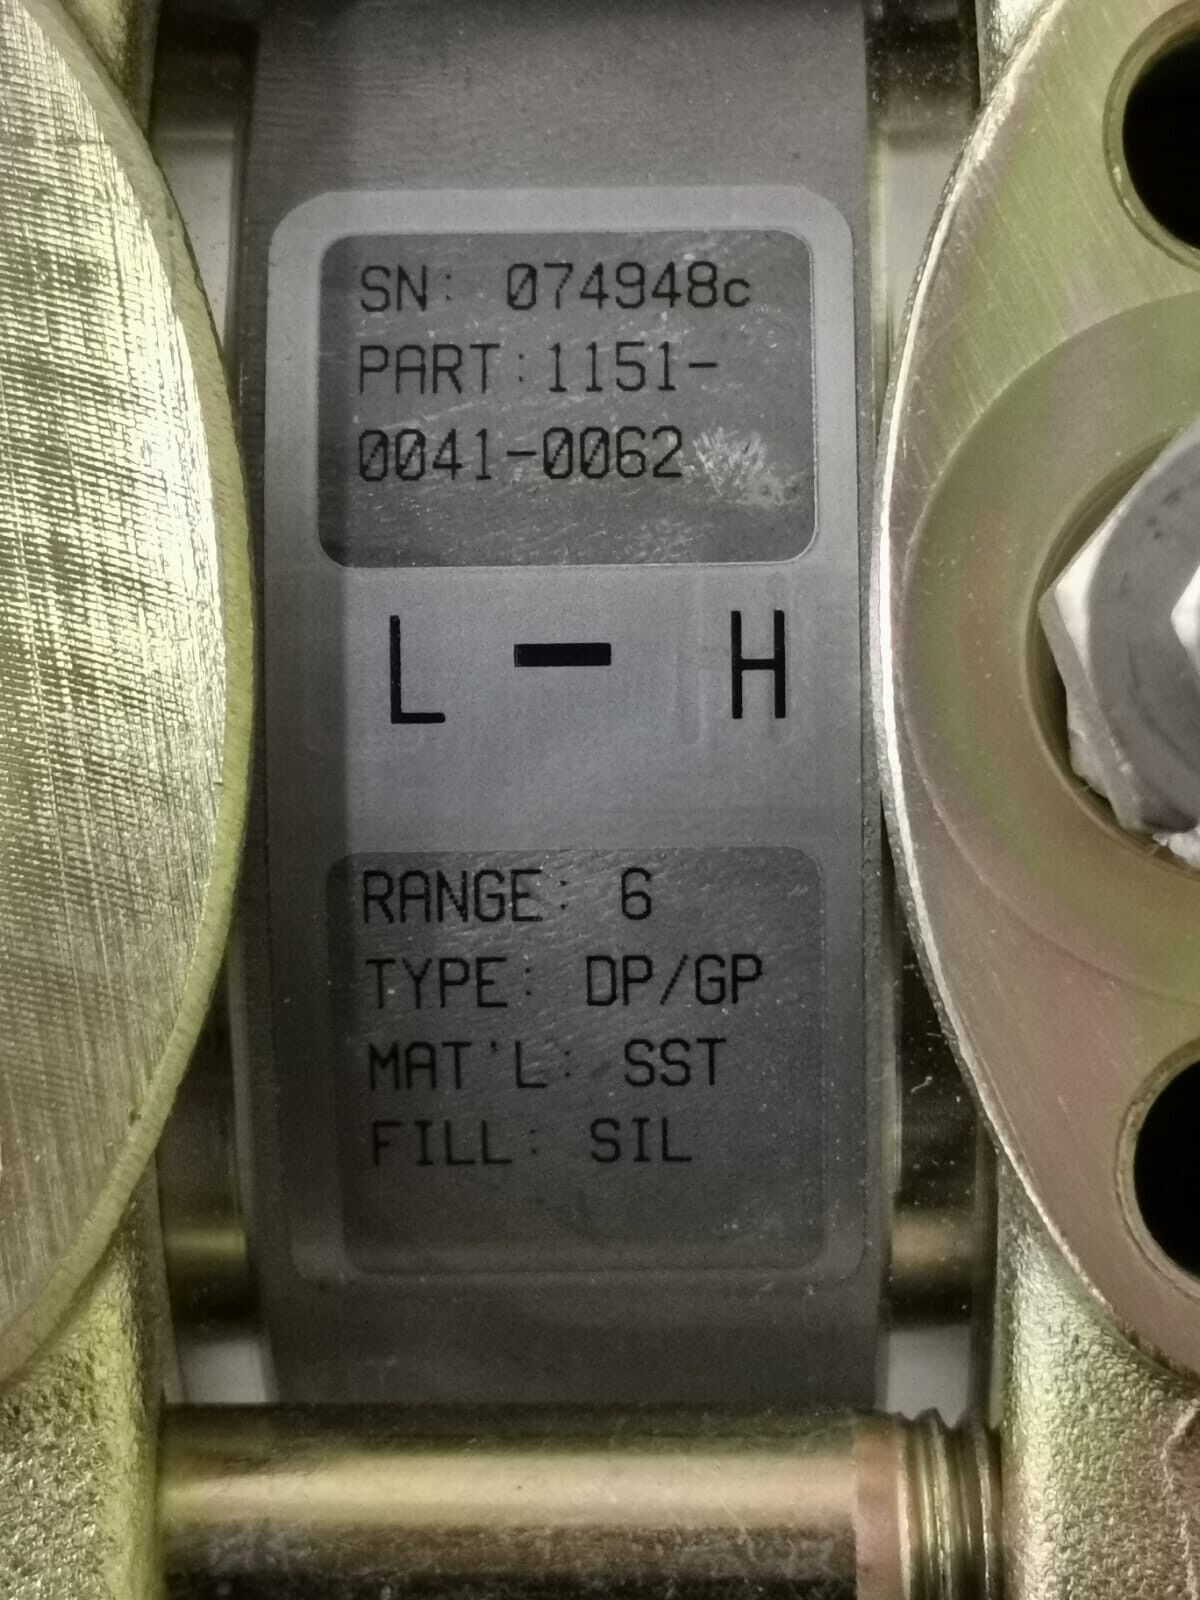 SN: 074948c
PART:1151-
0041-0062
L - H
RANGE: 6
TYPE: DP/GP
MAT'L: SST
FILL: SIL